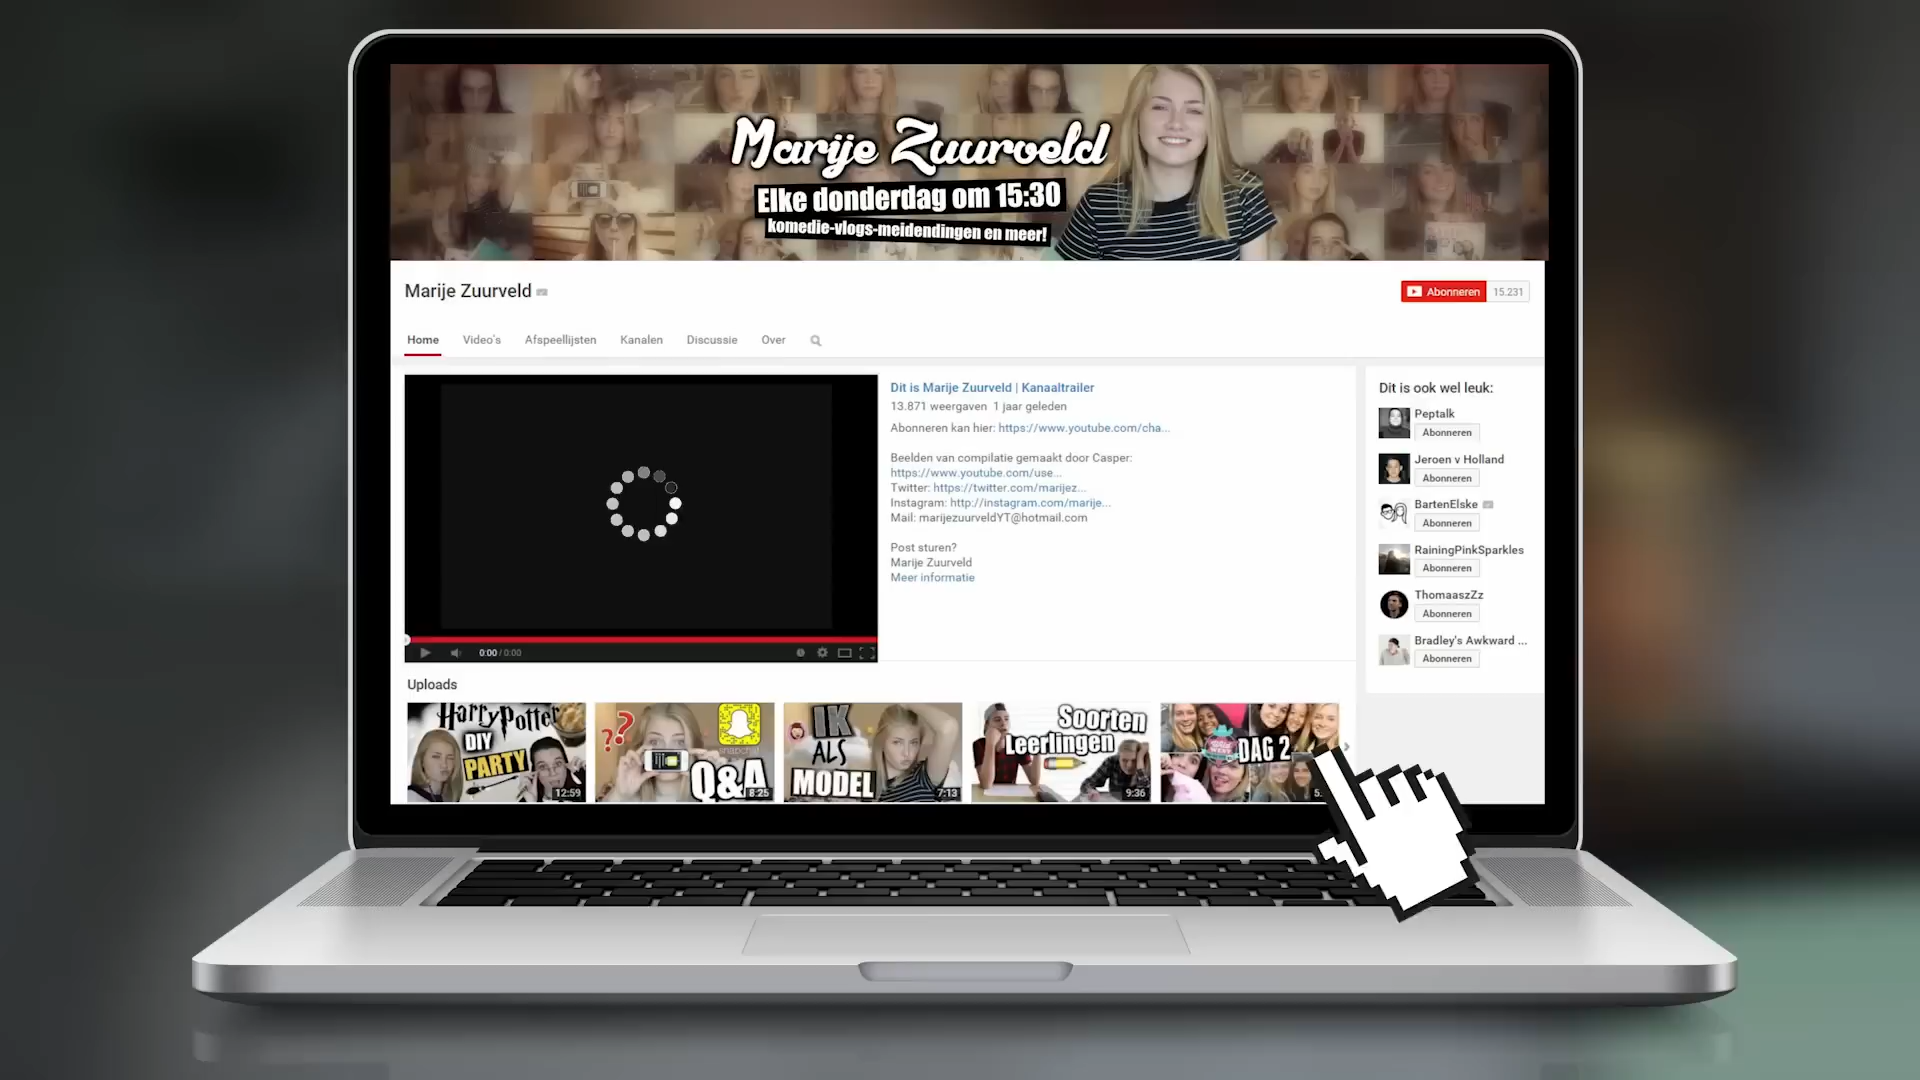 Marije Zuurveld
Elke donderdag om 15:30
komedie-vlogs-meidendingen en meer!
Marije Zuurveld
Abonneren 15.231
Home Video's Afspeellijsten Kanalen Discussie Over
Dit is Marije Zuurveld | Kanaaltrailer
13.871 weergaven 1 jaar geleden
Abonneren kan hier: https://www.youtube.com/cha...
Beelden van compilatie gemaakt door Casper:
https://www.youtube.com/use...
Twitter: https://twitter.com/marijez...
Instagram: http://instagram.com/marije...
Mail: marijezuurveldYT@hotmail.com
Post sturen?
Marije Zuurveld
Meer informatie
0:00 / 0:00
Dit is ook wel leuk:
Peptalk
Abonneren
Jeroen v Holland
Abonneren
BartenElske
Abonneren
RainingPinkSparkles
Abonneren
ThomaaszZz
Abonneren
Bradley's Awkward ...
Abonneren
Uploads
Harry Potter
DIY
PARTY
12:59
??
snapchat
Q&A
8:25
IK
ALS
MODEL
7:13
Soorten
Leerlingen
9:36
Wild
West
DAG 2